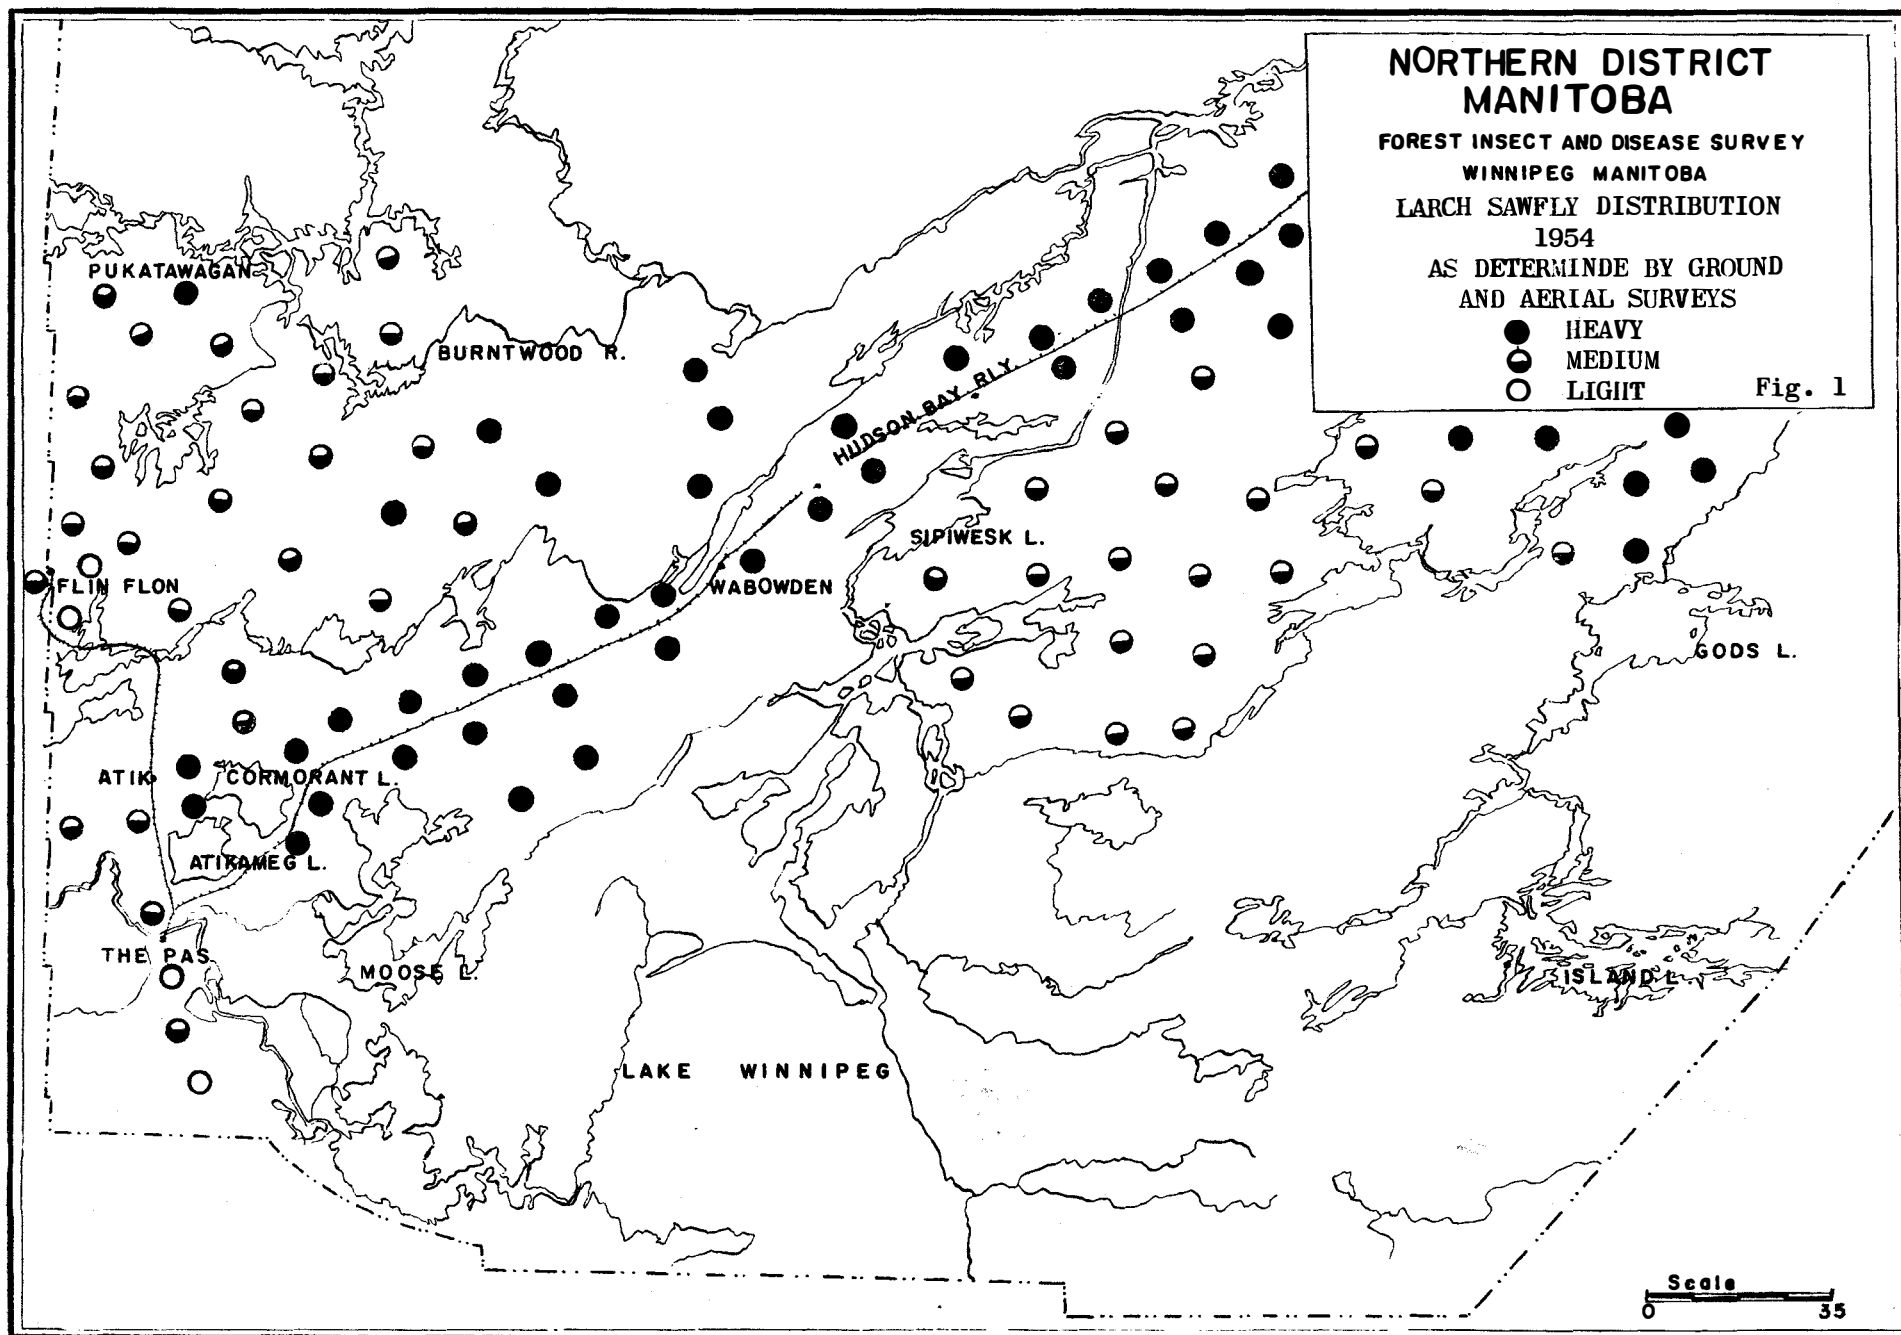 NORTHERN DISTRICT
MANITOBA
FOREST INSECT AND DISEASE SURVEY
WINNIPEG MANITOBA
LARCH SAWFLY DISTRIBUTION
1954
AS DETERMINDE BY GROUND
AND AERIAL SURVEYS
HEAVY
MEDIUM
LIGHT
Fig. 1
PUKATAWAGAN
BURNTWOOD R.
HUDSON BAY RLY.
SIPIWESK L.
FLIN FLON
WABOWDEN
GODS L.
ATIK
CORMORANT L.
ATIKAMEG L.
THE PAS
MOOSE L.
ISLAND L.
LAKE WINNIPEG
Scale
0 35